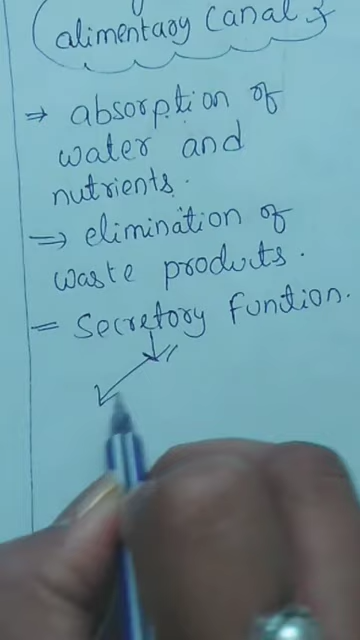 alimentary Canal
⇒ absorption of
water and
nutrients.
⇒ elimination of
waste products.
= Secretory function.